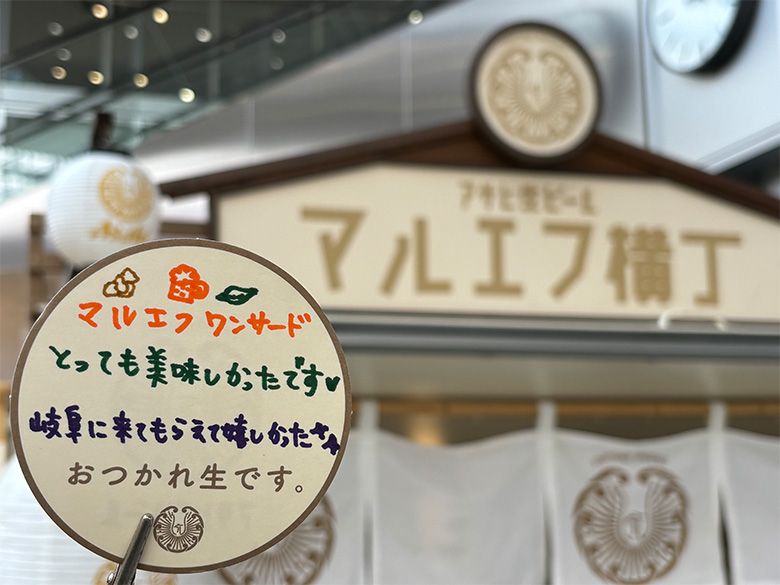 アサヒ生ビール
マルエフ横丁
マルエフ ワンサード
とっても美味しかったです♥
岐阜に来てもらえて嬉しかった☆★
おつかれ生です。